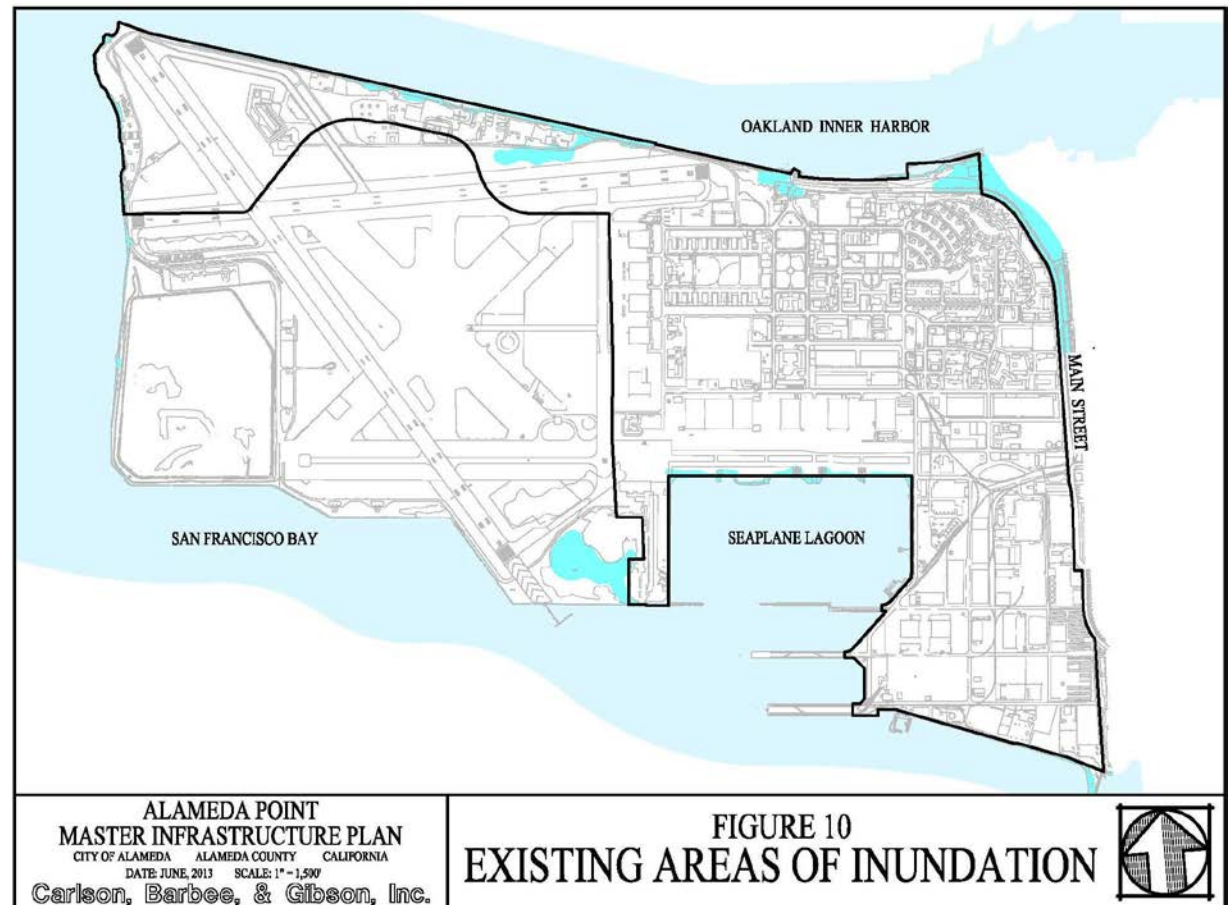 OAKLAND INNER HARBOR
MAIN STREET
SAN FRANCISCO BAY
SEAPLANE LAGOON
ALAMEDA POINT
MASTER INFRASTRUCTURE PLAN
CITY OF ALAMEDA ALAMEDA COUNTY CALIFORNIA
DATE: JUNE, 2013 SCALE: 1" = 1,500'
Carlson, Barbee, & Gibson, Inc.
FIGURE 10
EXISTING AREAS OF INUNDATION